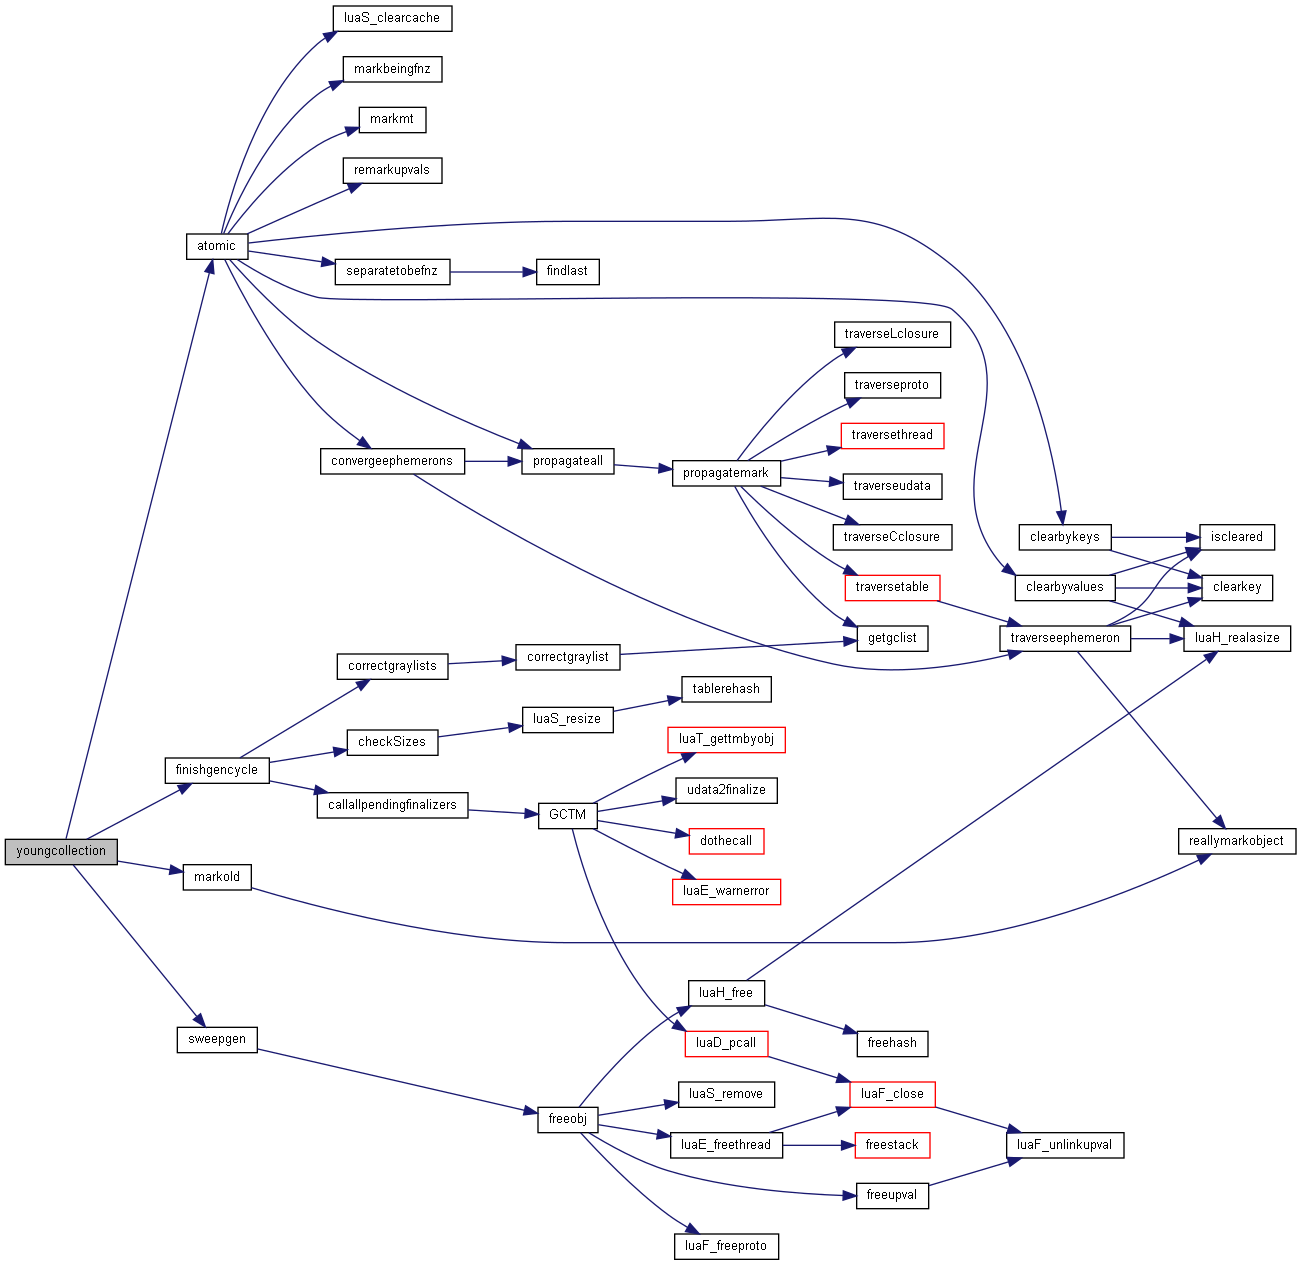 luaS_clearcache
markbeingfnz
markmt
remarkupvals
atomic
separatetobefnz
findlast
traverseLclosure
traverseproto
traversethread
convergeephemerons
propagateall
propagatemark
traverseudata
traverseCclosure
clearbykeys
iscleared
traversetable
clearbyvalues
clearkey
getgclist
traverseephemeron
luaH_realasize
correctgraylists
correctgraylist
tablerehash
luaS_resize
checkSizes
luaT_gettmbyobj
finishgencycle
udata2finalize
callallpendingfinalizers
GCTM
dothecall
reallymarkobject
youngcollection
markold
luaE_warnerror
luaH_free
sweepgen
luaD_pcall
freehash
luaS_remove
luaF_close
freeobj
luaE_freethread
freestack
luaF_unlinkupval
freeupval
luaF_freeproto